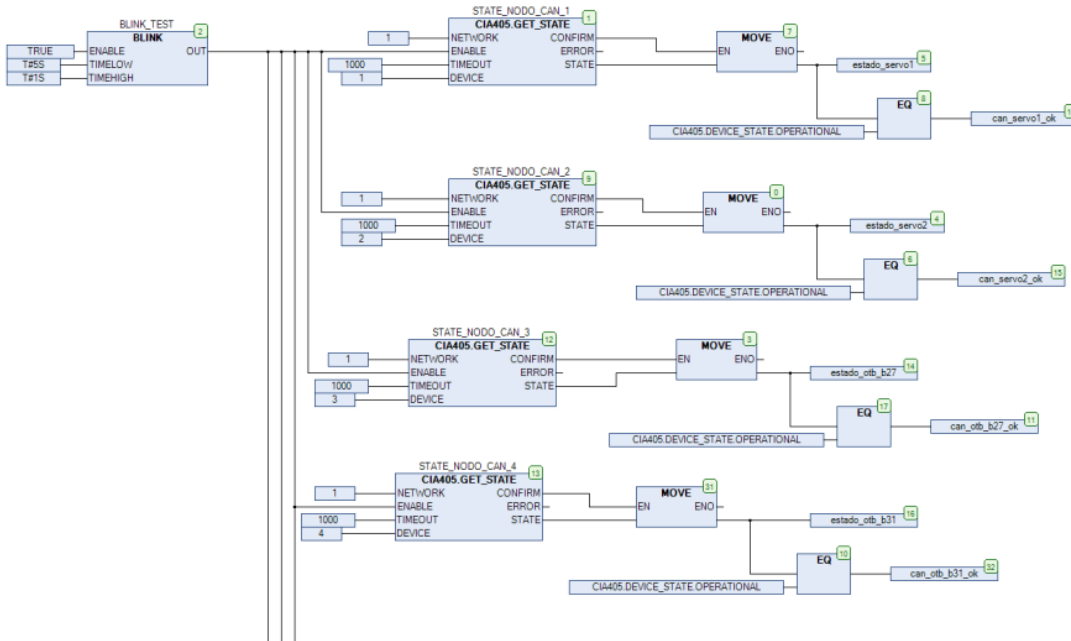 BLINK_TEST
BLINK 2
TRUE ENABLE OUT
T#5S TIMELOW
T#1S TIMEHIGH
STATE_NODO_CAN_1
CIA405.GET_STATE 1
1 NETWORK CONFIRM
ENABLE ERROR
1000 TIMEOUT STATE
1 DEVICE
MOVE 7
EN ENO
estado_servo1 5
EQ 8
CIA405.DEVICE_STATE.OPERATIONAL
can_servo1_ok
STATE_NODO_CAN_2
CIA405.GET_STATE 9
1 NETWORK CONFIRM
ENABLE ERROR
1000 TIMEOUT STATE
2 DEVICE
MOVE 0
EN ENO
estado_servo2 4
EQ 6
CIA405.DEVICE_STATE.OPERATIONAL
can_servo2_ok 15
STATE_NODO_CAN_3
CIA405.GET_STATE 12
1 NETWORK CONFIRM
ENABLE ERROR
1000 TIMEOUT STATE
3 DEVICE
MOVE 3
EN ENO
estado_otb_b27 14
EQ 17
CIA405.DEVICE_STATE.OPERATIONAL
can_otb_b27_ok 11
STATE_NODO_CAN_4
CIA405.GET_STATE 13
1 NETWORK CONFIRM
ENABLE ERROR
1000 TIMEOUT STATE
4 DEVICE
MOVE 31
EN ENO
estado_otb_b31 16
EQ 10
CIA405.DEVICE_STATE.OPERATIONAL
can_otb_b31_ok 32